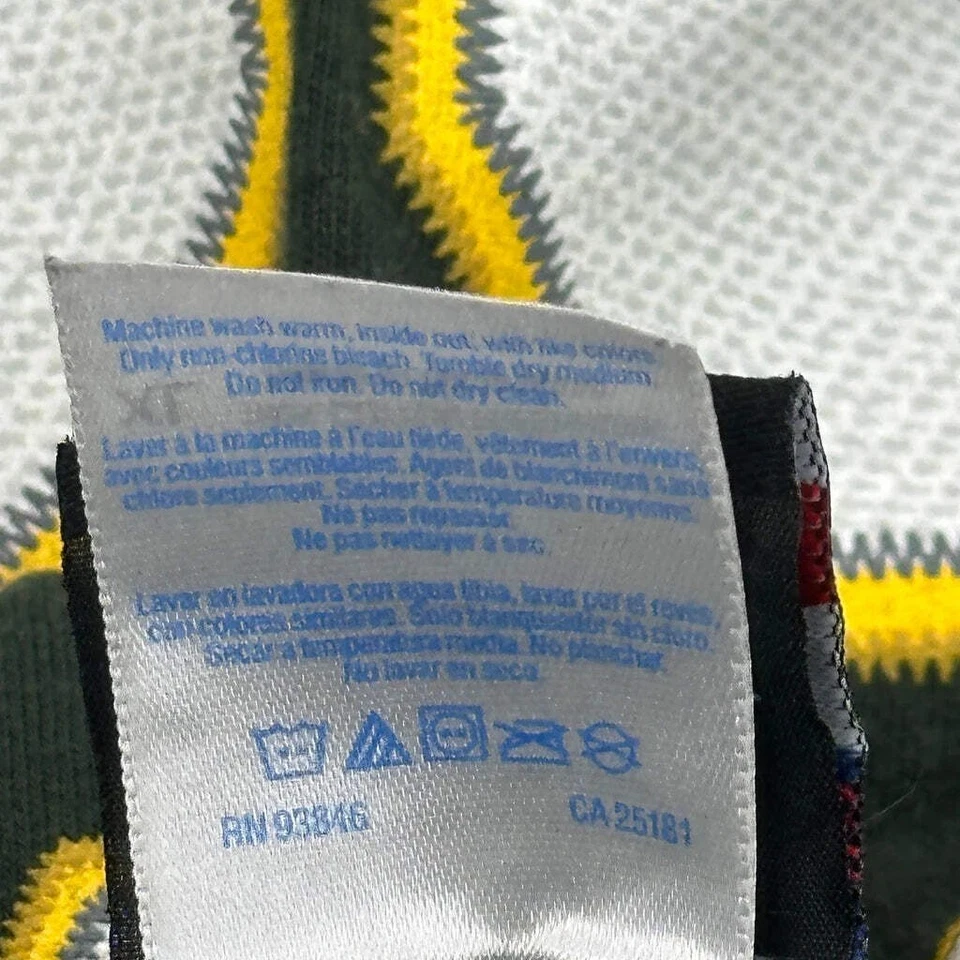 Machine wash warm, inside out, with like colors.
Only non-chlorine bleach. Tumble dry medium.
Do not iron. Do not dry clean.
Laver à la machine à l'eau tiède, vêtement à l'envers,
avec couleurs semblables. Agent de blanchiment sans
chlore seulement. Sécher à température moyenne.
Ne pas repasser.
Ne pas nettoyer à sec.
Lavar en lavadora con agua tibia, lavar por el revés,
con colores similares. Sólo blanqueador sin cloro.
Secar a temperatura media. No planchar.
No lavar en seco.
RN 93846
CA 25181